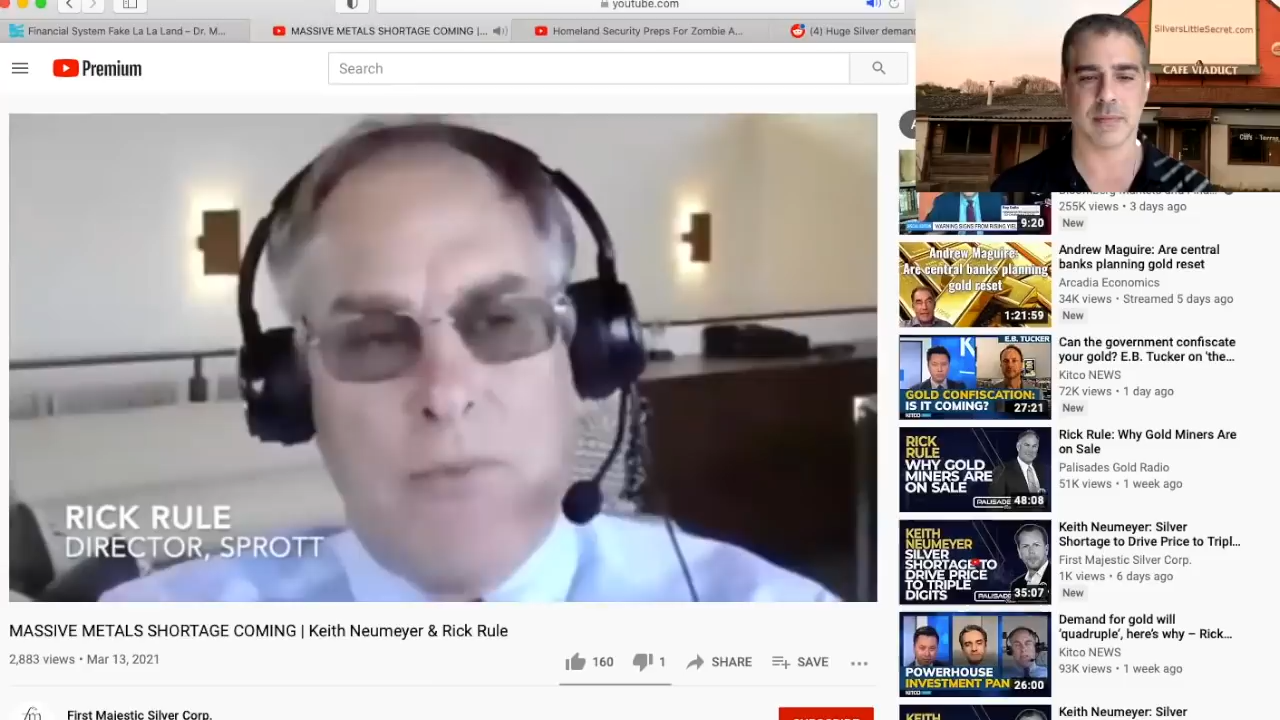 youtube.com
Financial System Fake La La Land – Dr. M...
MASSIVE METALS SHORTAGE COMING |...
Homeland Security Preps For Zombie A...
(4) Huge Silver deman
Premium
Search
SilversLittleSecret.com
CAFE VIADUCT
RICK RULE
DIRECTOR, SPROTT
MASSIVE METALS SHORTAGE COMING | Keith Neumeyer & Rick Rule
2,883 views • Mar 13, 2021
160
1
SHARE
SAVE
First Majestic Silver Corp.
255K views • 3 days ago
New
9:20
Andrew Maguire:
Are central banks planning
gold reset
1:21:59
Andrew Maguire: Are central
banks planning gold reset
Arcadia Economics
34K views • Streamed 5 days ago
New
E.B. TUCKER
GOLD CONFISCATION:
IS IT COMING?
KITCO
27:21
Can the government confiscate
your gold? E.B. Tucker on 'the...
Kitco NEWS
72K views • 1 day ago
New
RICK
RULE
WHY GOLD
MINERS ARE
ON SALE
PALISADE
48:08
Rick Rule: Why Gold Miners Are
on Sale
Palisades Gold Radio
51K views • 1 week ago
KEITH
NEUMEYER:
SILVER
SHORTAGE TO
DRIVE PRICE
TO TRIPLE
DIGITS
PALISADE
35:07
Keith Neumeyer: Silver
Shortage to Drive Price to Tripl...
First Majestic Silver Corp.
1K views • 6 days ago
New
POWERHOUSE
INVESTMENT PAN
KITCO
26:00
Demand for gold will
'quadruple', here's why – Rick...
Kitco NEWS
93K views • 1 week ago
KEITH
Keith Neumeyer: Silver